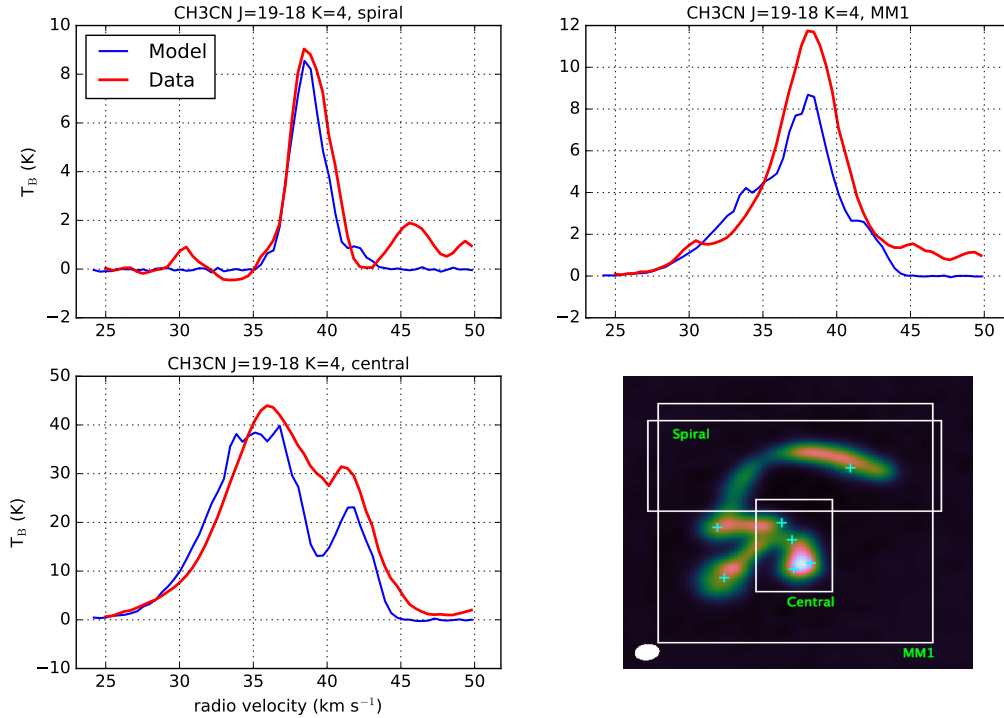 CH3CN J=19-18 K=4, spiral
10
8
6
4
2
0
−2
T_B (K)
Model
Data
25 30 35 40 45 50
CH3CN J=19-18 K=4, MM1
12
10
8
6
4
2
0
−2
25 30 35 40 45 50
CH3CN J=19-18 K=4, central
50
40
30
20
10
0
−10
T_B (K)
25 30 35 40 45 50
radio velocity (km s⁻¹)
Spiral
Central
MM1